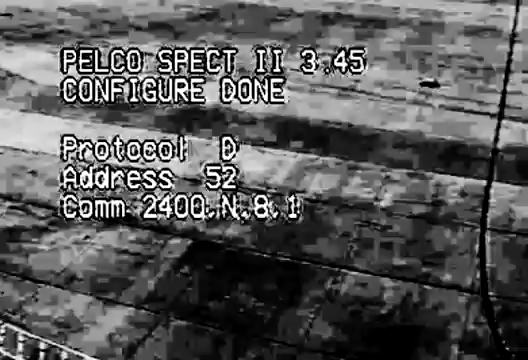 PELCO SPECT II 3.45
CONFIGURE DONE
Protocol D
Address 52
Comm 2400,N,8,1